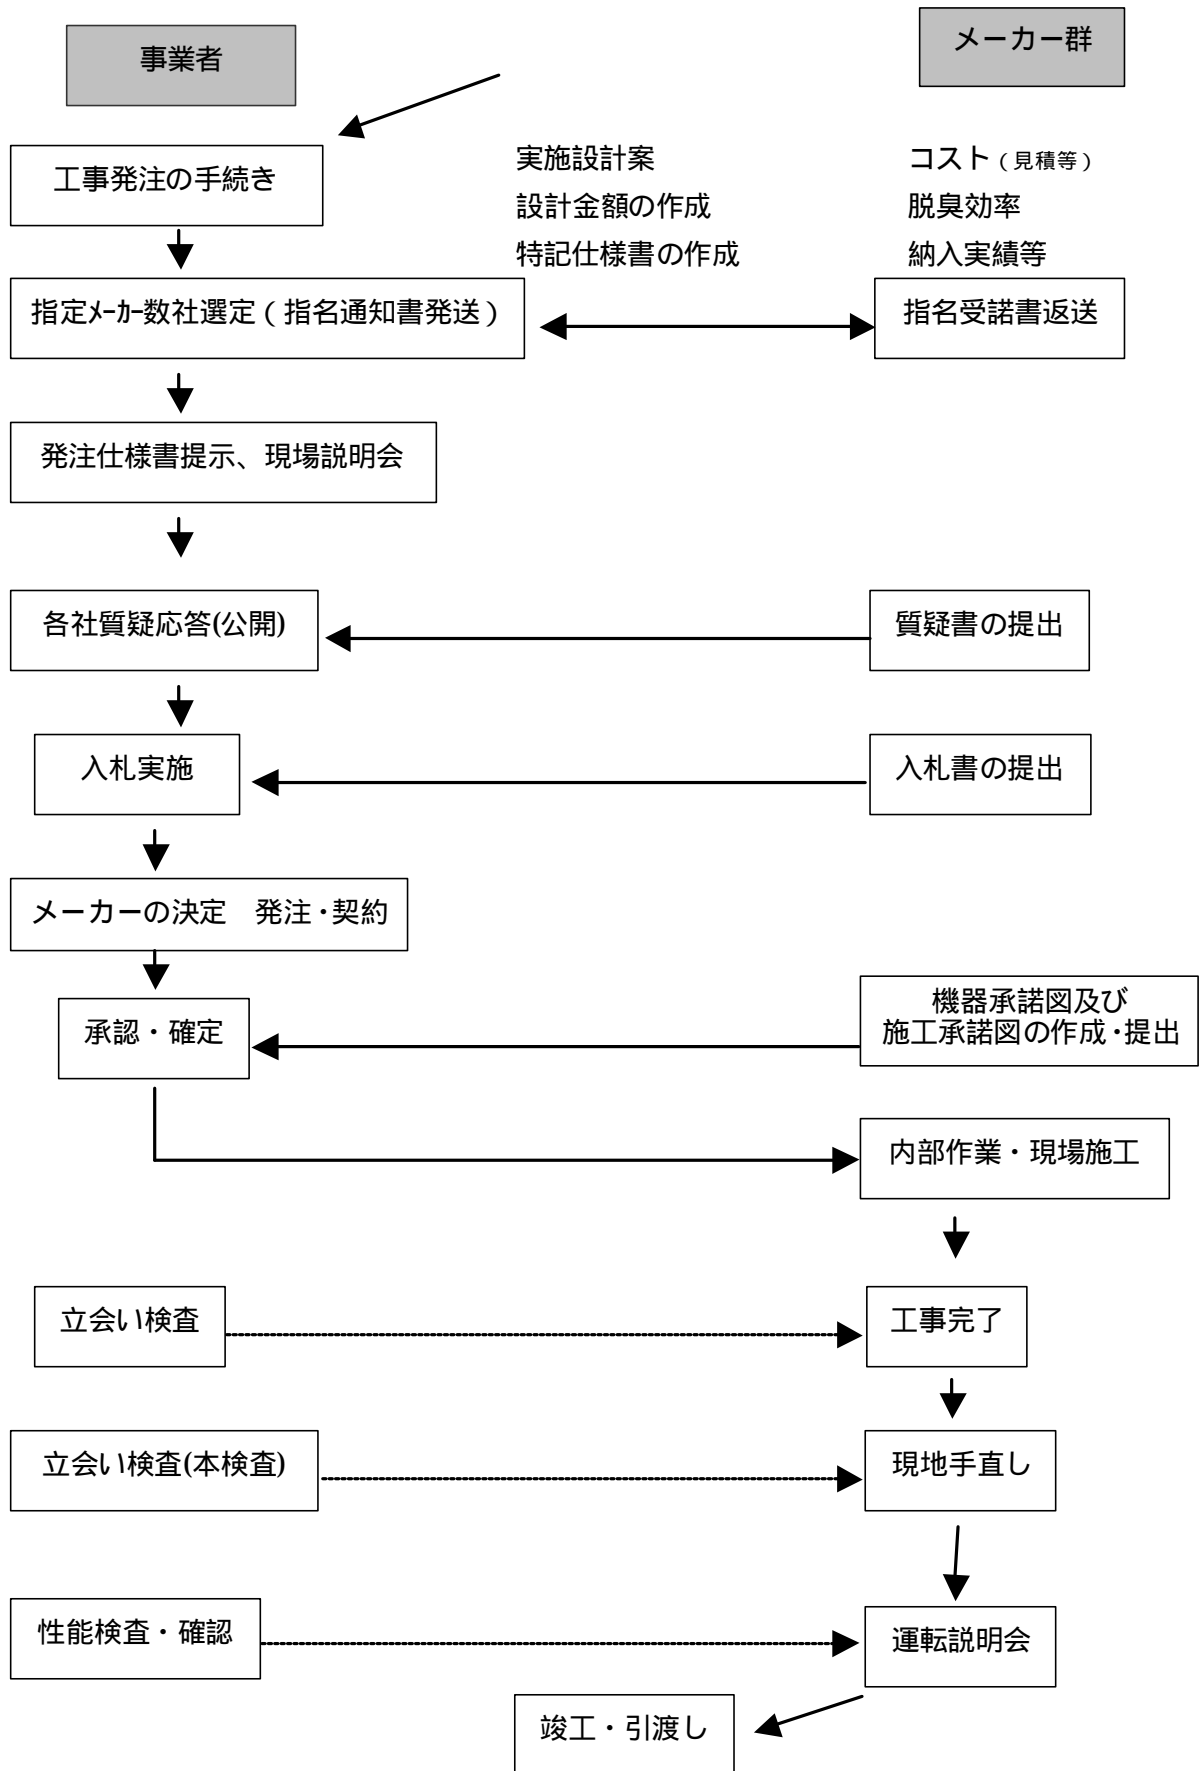 事業者
メーカー群
工事発注の手続き
実施設計案
コスト（見積等）
設計金額の作成
脱臭効率
特記仕様書の作成
納入実績等
指定ﾒｰｶｰ数社選定（指名通知書発送）
指名受諾書返送
発注仕様書提示、現場説明会
各社質疑応答(公開)
質疑書の提出
入札実施
入札書の提出
メーカーの決定　発注・契約
承認・確定
機器承諾図及び
施工承諾図の作成・提出
内部作業・現場施工
立会い検査
工事完了
立会い検査(本検査)
現地手直し
性能検査・確認
運転説明会
竣工・引渡し